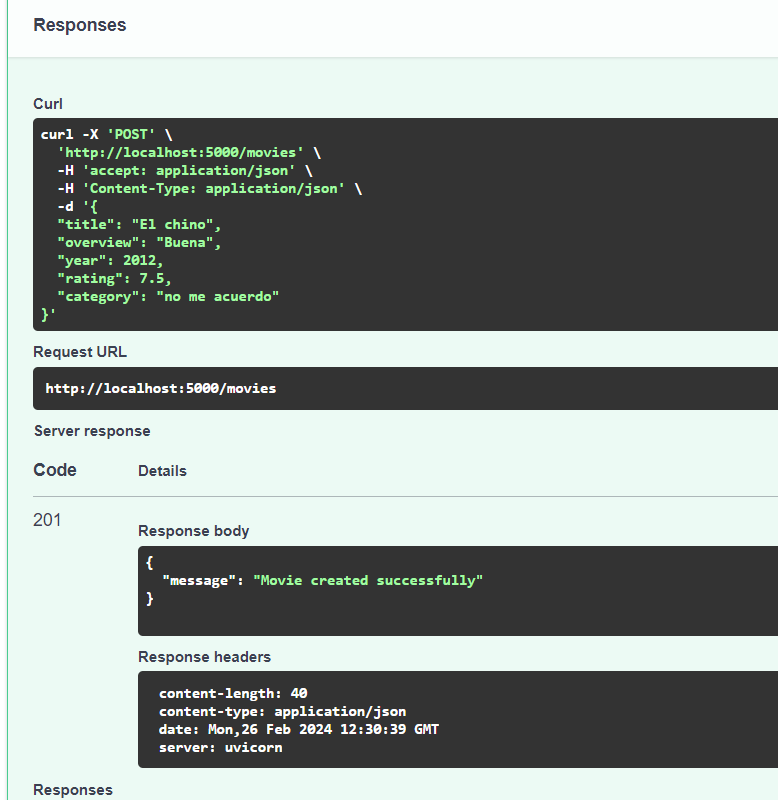 Responses
Curl
curl -X 'POST' \
  'http://localhost:5000/movies' \
  -H 'accept: application/json' \
  -H 'Content-Type: application/json' \
  -d '{
  "title": "El chino",
  "overview": "Buena",
  "year": 2012,
  "rating": 7.5,
  "category": "no me acuerdo"
}'
Request URL
http://localhost:5000/movies
Server response
Code Details
201
Response body
{
  "message": "Movie created successfully"
}
Response headers
content-length: 40
content-type: application/json
date: Mon,26 Feb 2024 12:30:39 GMT
server: uvicorn
Responses